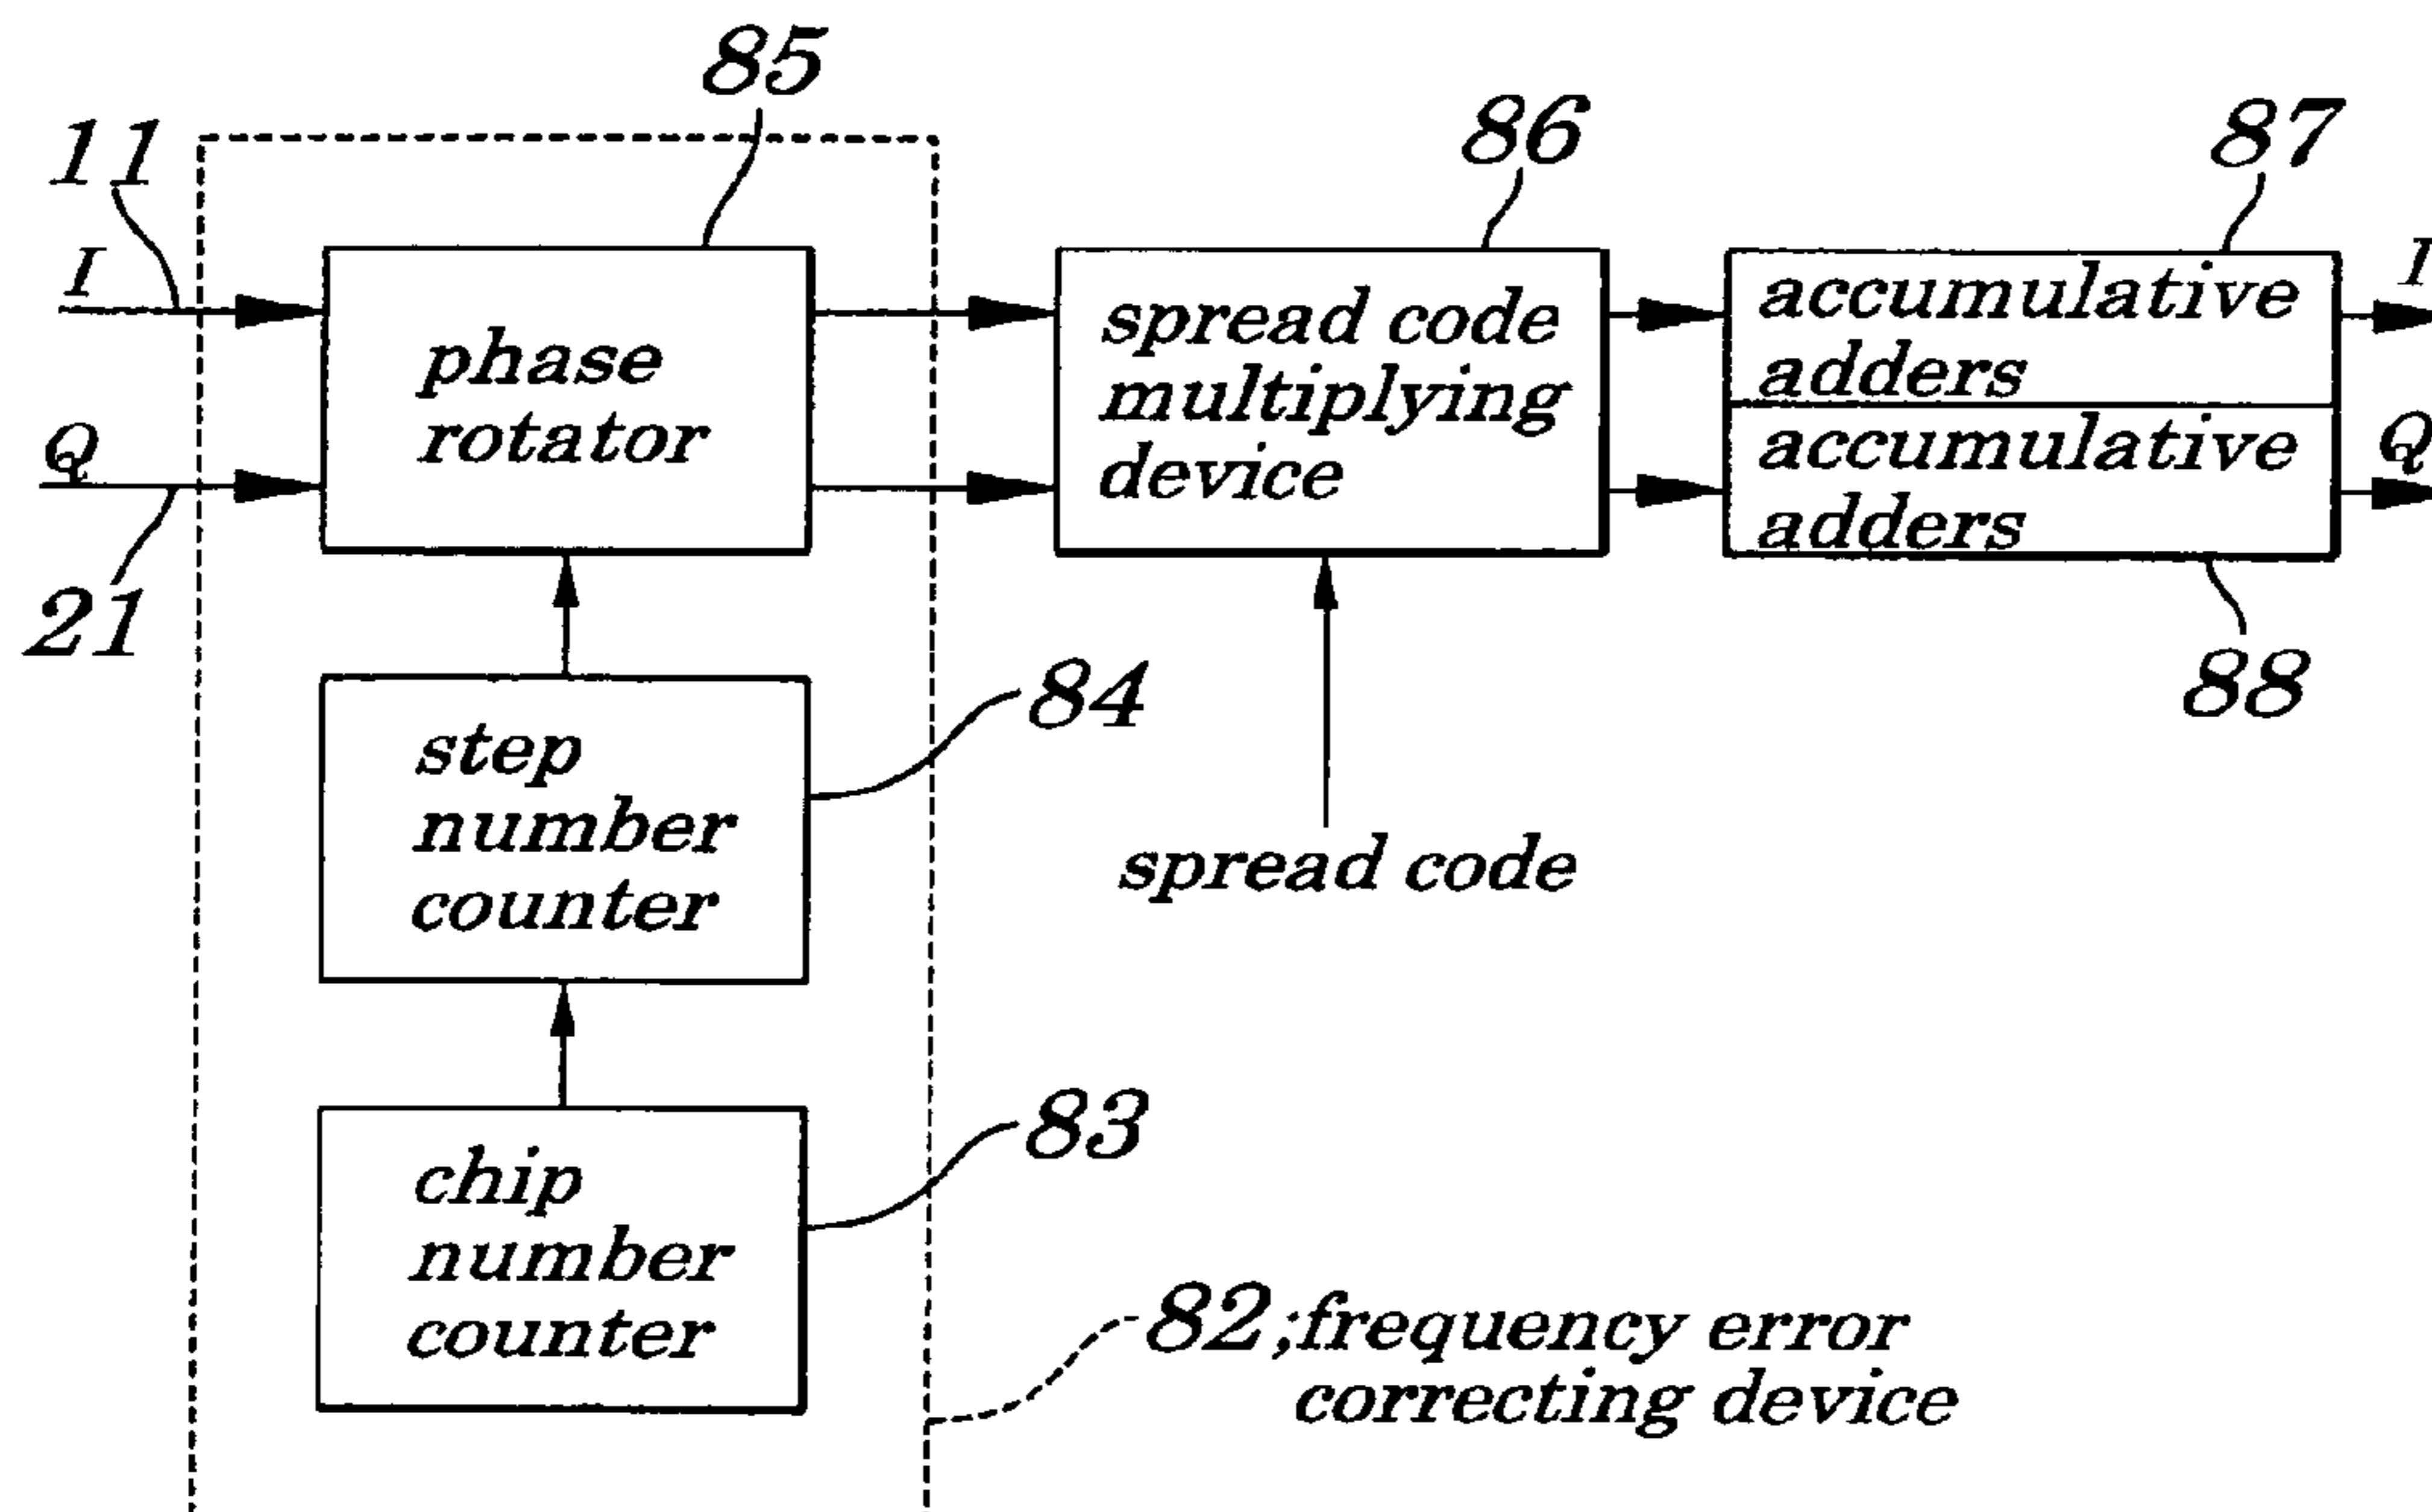 85
11
86
87
I
I
phase
rotator
spread code
multiplying
device
accumulative
adders
Q
accumulative
adders
Q
21
84
88
step
number
counter
spread code
83
chip
number
counter
82;frequency error
correcting device